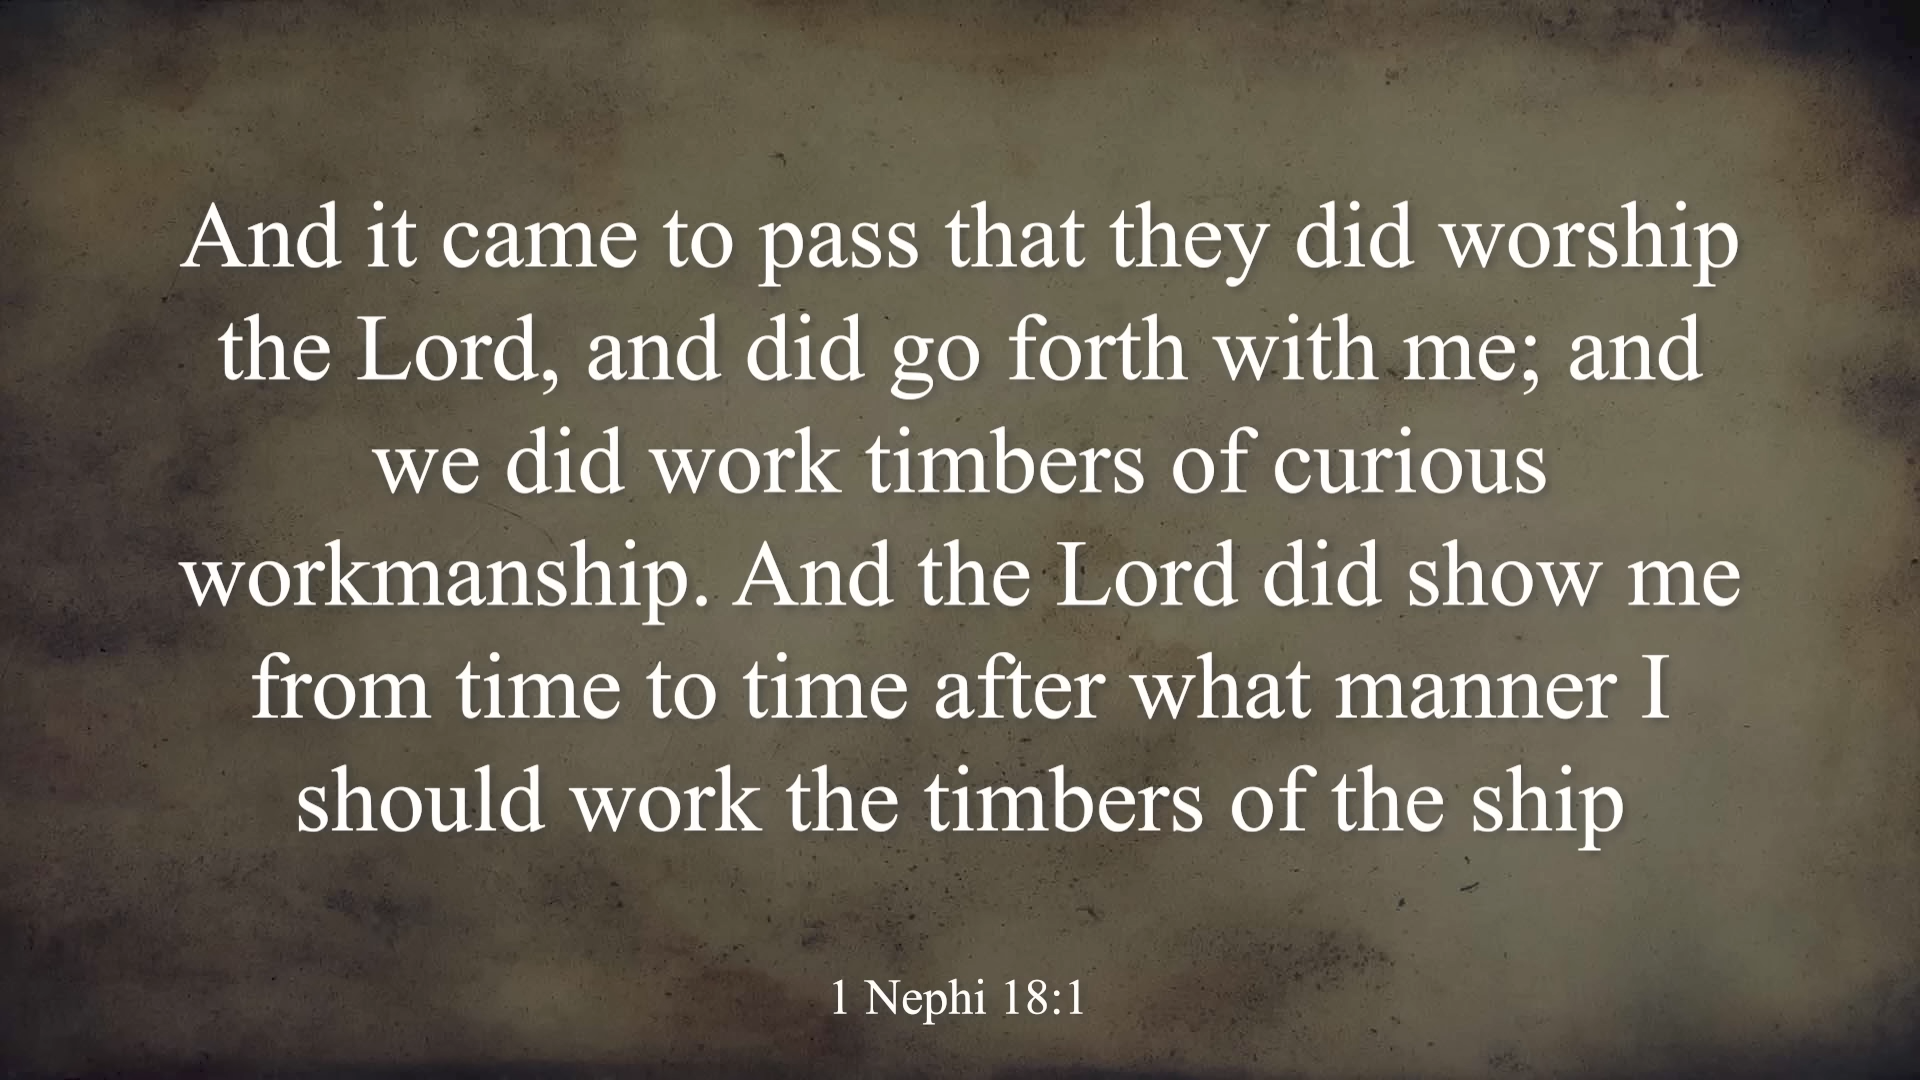 And it came to pass that they did worship
the Lord, and did go forth with me; and
we did work timbers of curious
workmanship. And the Lord did show me
from time to time after what manner I
should work the timbers of the ship
1 Nephi 18:1